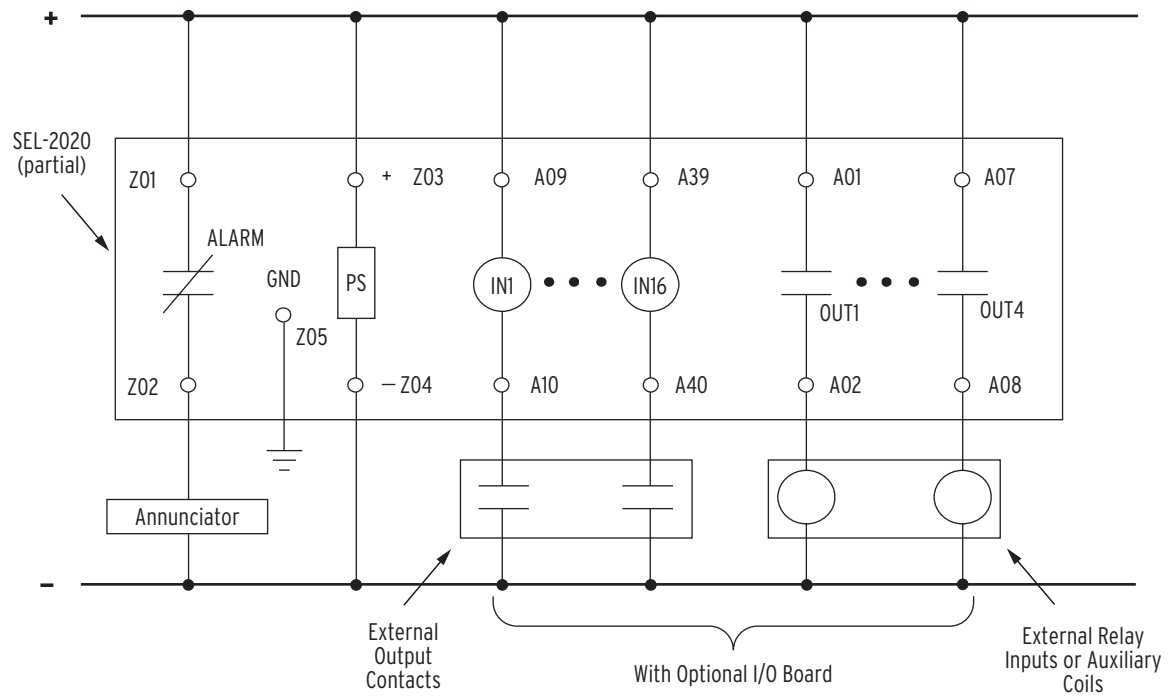 +
SEL-2020
(partial)
Z01
+ Z03
A09
A39
A01
A07
ALARM
GND
PS
IN1
IN16
OUT1
OUT4
Z05
Z02
– Z04
A10
A40
A02
A08
Annunciator
–
External
Output
Contacts
With Optional I/O Board
External Relay
Inputs or Auxiliary
Coils